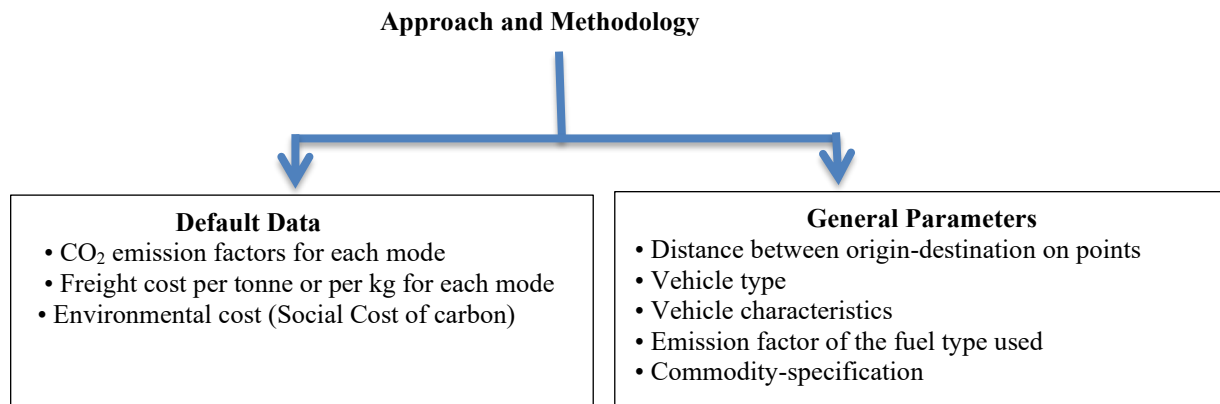 Approach and Methodology
Default Data
• CO₂ emission factors for each mode
• Freight cost per tonne or per kg for each mode
• Environmental cost (Social Cost of carbon)
General Parameters
• Distance between origin-destination on points
• Vehicle type
• Vehicle characteristics
• Emission factor of the fuel type used
• Commodity-specification